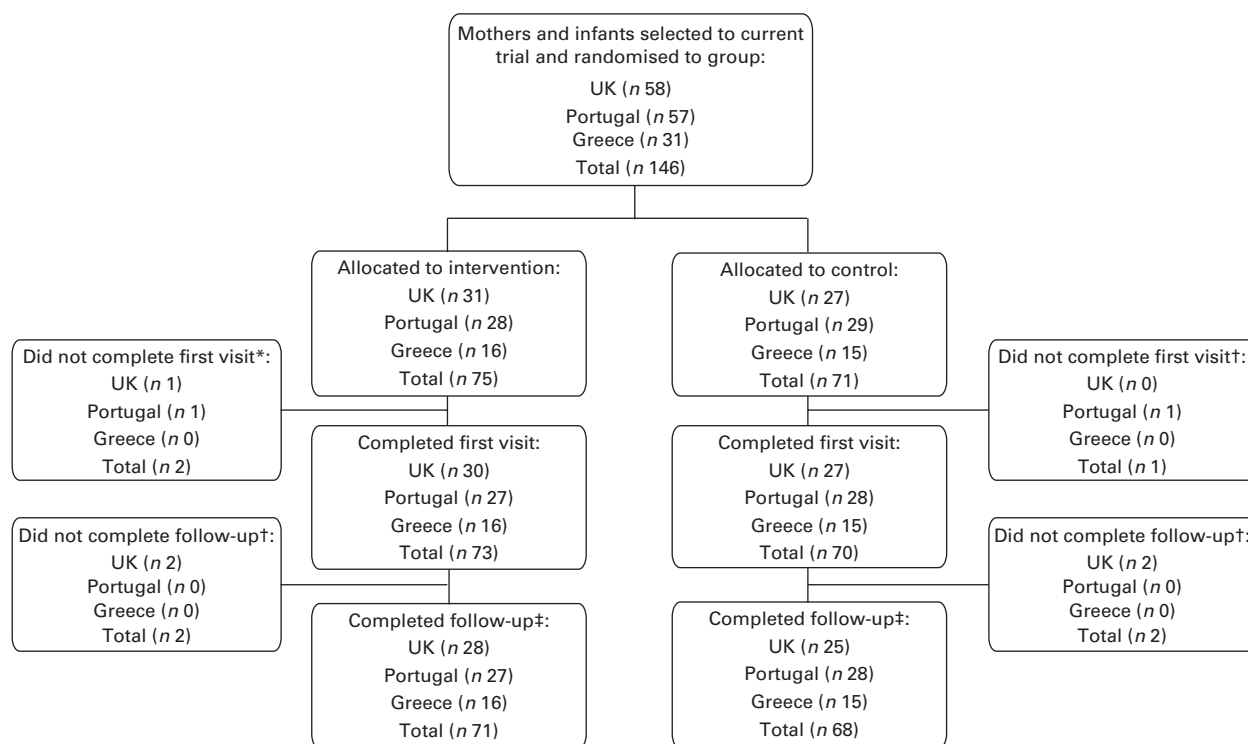 Mothers and infants selected to current
trial and randomised to group:
UK (n 58)
Portugal (n 57)
Greece (n 31)
Total (n 146)
Allocated to intervention:
UK (n 31)
Portugal (n 28)
Greece (n 16)
Total (n 75)
Allocated to control:
UK (n 27)
Portugal (n 29)
Greece (n 15)
Total (n 71)
Did not complete first visit*:
UK (n 1)
Portugal (n 1)
Greece (n 0)
Total (n 2)
Did not complete first visit†:
UK (n 0)
Portugal (n 1)
Greece (n 0)
Total (n 1)
Completed first visit:
UK (n 30)
Portugal (n 27)
Greece (n 16)
Total (n 73)
Completed first visit:
UK (n 27)
Portugal (n 28)
Greece (n 15)
Total (n 70)
Did not complete follow-up†:
UK (n 2)
Portugal (n 0)
Greece (n 0)
Total (n 2)
Did not complete follow-up†:
UK (n 2)
Portugal (n 0)
Greece (n 0)
Total (n 2)
Completed follow-up‡:
UK (n 28)
Portugal (n 27)
Greece (n 16)
Total (n 71)
Completed follow-up‡:
UK (n 25)
Portugal (n 28)
Greece (n 15)
Total (n 68)